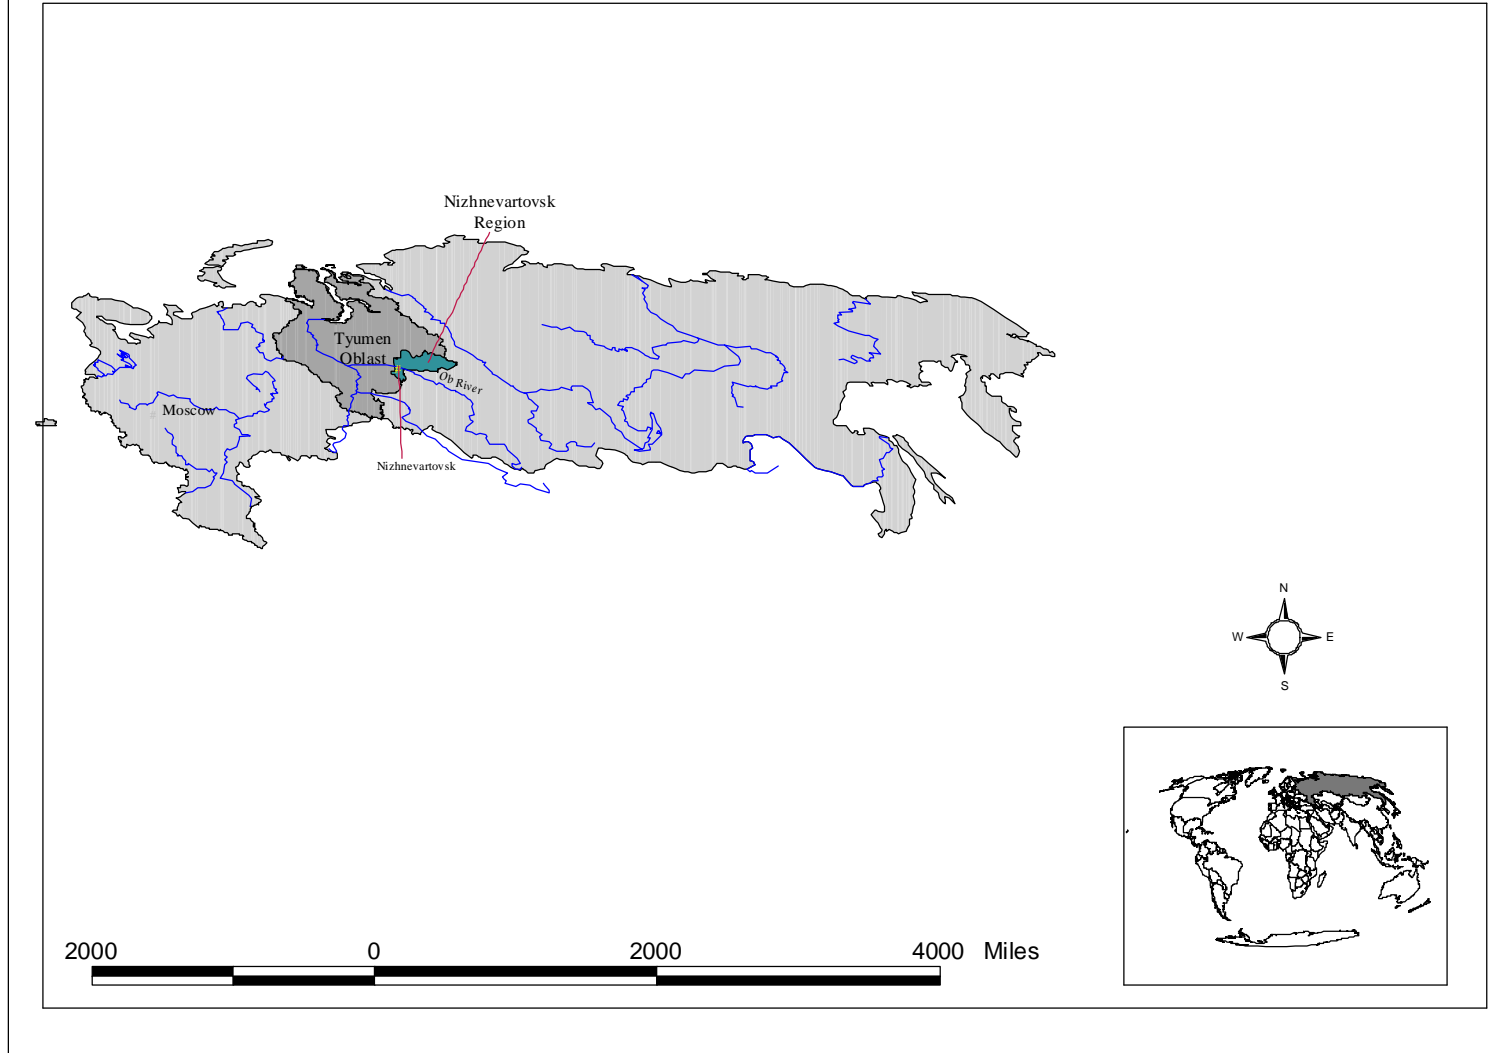 Nizhnevartovsk
Region
Tyumen
Oblast
Ob River
Moscow
Nizhnevartovsk
N
W E
S
2000 0 2000 4000 Miles